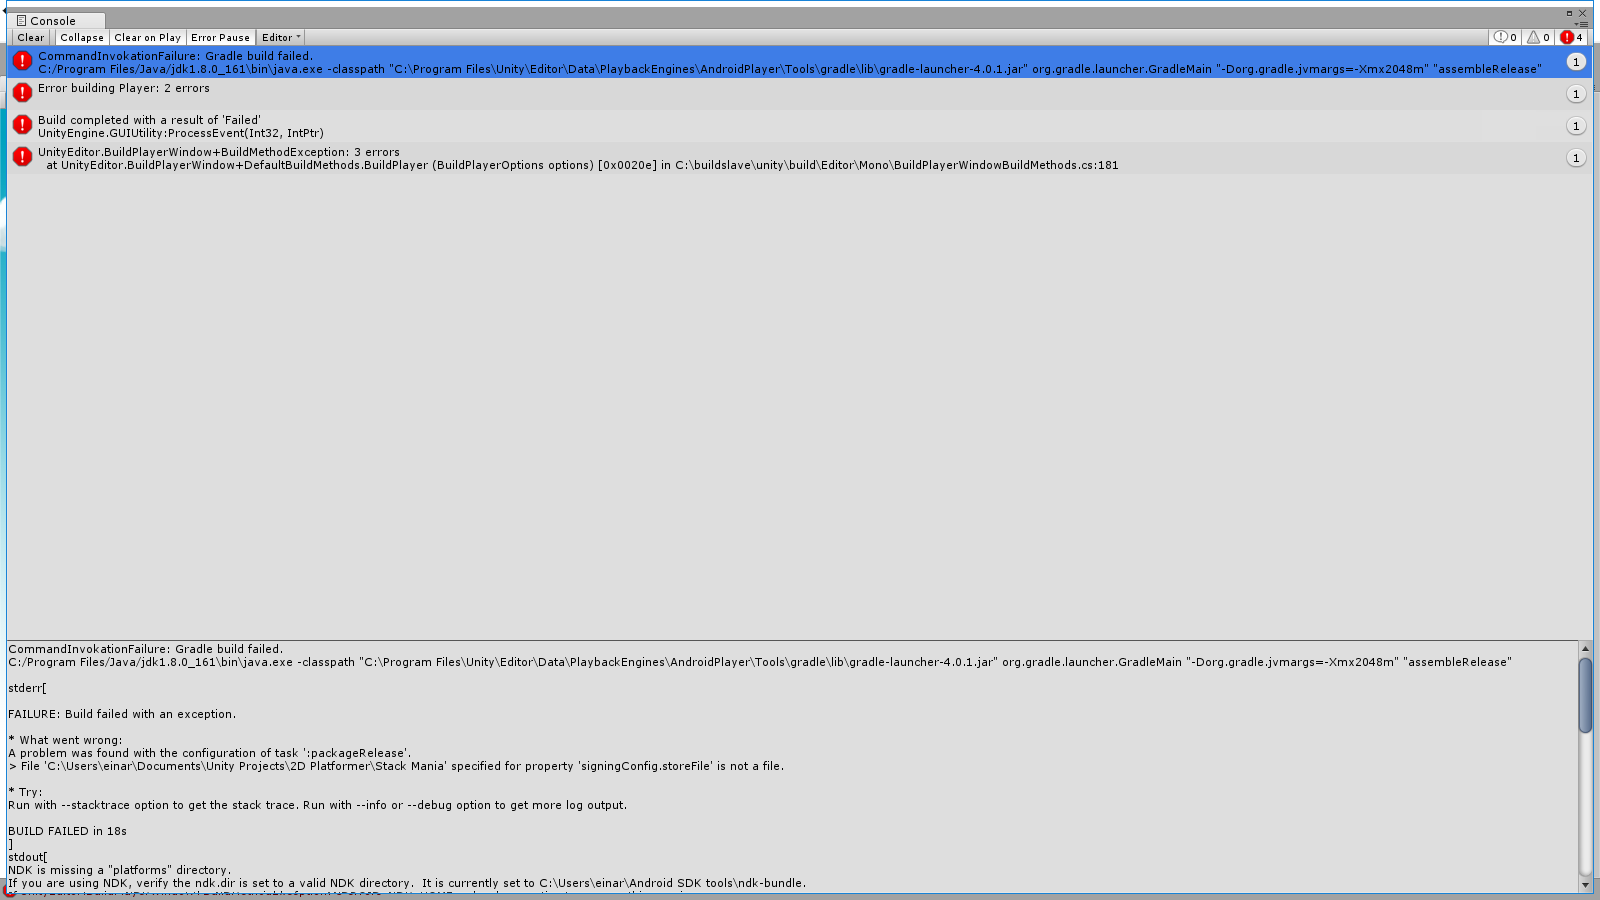 Console
Clear Collapse Clear on Play Error Pause Editor 0 0 4
CommandInvokationFailure: Gradle build failed.
C:/Program Files/Java/jdk1.8.0_161\bin\java.exe -classpath "C:\Program Files\Unity\Editor\Data\PlaybackEngines\AndroidPlayer\Tools\gradle\lib\gradle-launcher-4.0.1.jar" org.gradle.launcher.GradleMain "-Dorg.gradle.jvmargs=-Xmx2048m" "assembleRelease"
1
Error building Player: 2 errors
1
Build completed with a result of 'Failed'
UnityEngine.GUIUtility:ProcessEvent(Int32, IntPtr)
1
UnityEditor.BuildPlayerWindow+BuildMethodException: 3 errors
at UnityEditor.BuildPlayerWindow+DefaultBuildMethods.BuildPlayer (BuildPlayerOptions options) [0x0020e] in C:\buildslave\unity\build\Editor\Mono\BuildPlayerWindowBuildMethods.cs:181
1
CommandInvokationFailure: Gradle build failed.
C:/Program Files/Java/jdk1.8.0_161\bin\java.exe -classpath "C:\Program Files\Unity\Editor\Data\PlaybackEngines\AndroidPlayer\Tools\gradle\lib\gradle-launcher-4.0.1.jar" org.gradle.launcher.GradleMain "-Dorg.gradle.jvmargs=-Xmx2048m" "assembleRelease"
stderr[
FAILURE: Build failed with an exception.
* What went wrong:
A problem was found with the configuration of task ':packageRelease'.
> File 'C:\Users\einar\Documents\Unity Projects\2D Platformer\Stack Mania' specified for property 'signingConfig.storeFile' is not a file.
* Try:
Run with --stacktrace option to get the stack trace. Run with --info or --debug option to get more log output.
BUILD FAILED in 18s
]
stdout[
NDK is missing a "platforms" directory.
If you are using NDK, verify the ndk.dir is set to a valid NDK directory.  It is currently set to C:\Users\einar\Android SDK tools\ndk-bundle.